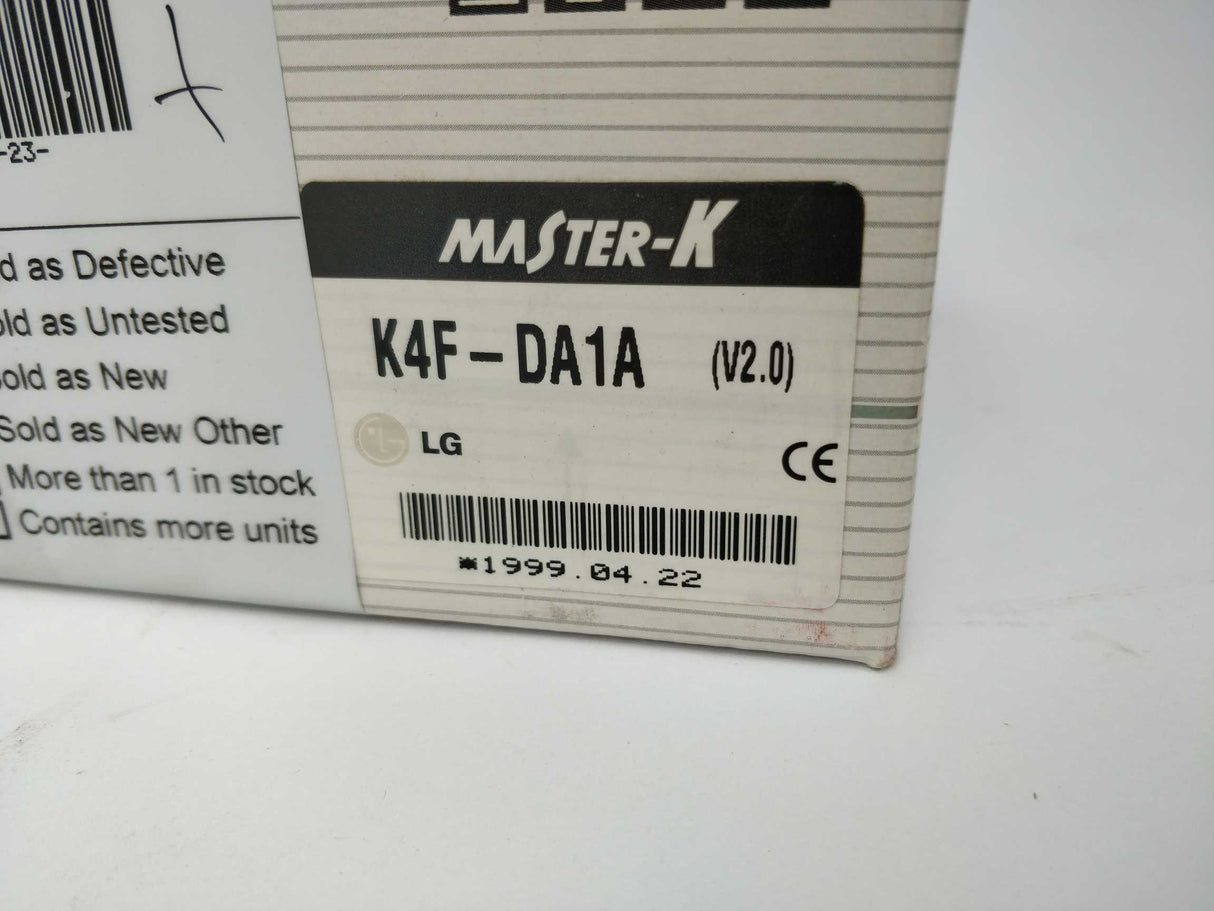 -23-
d as Defective
old as Untested
old as New
Sold as New Other
More than 1 in stock
Contains more units
MASTER-K
K4F-DA1A (V2.0)
LG
CE
*1999.04.22